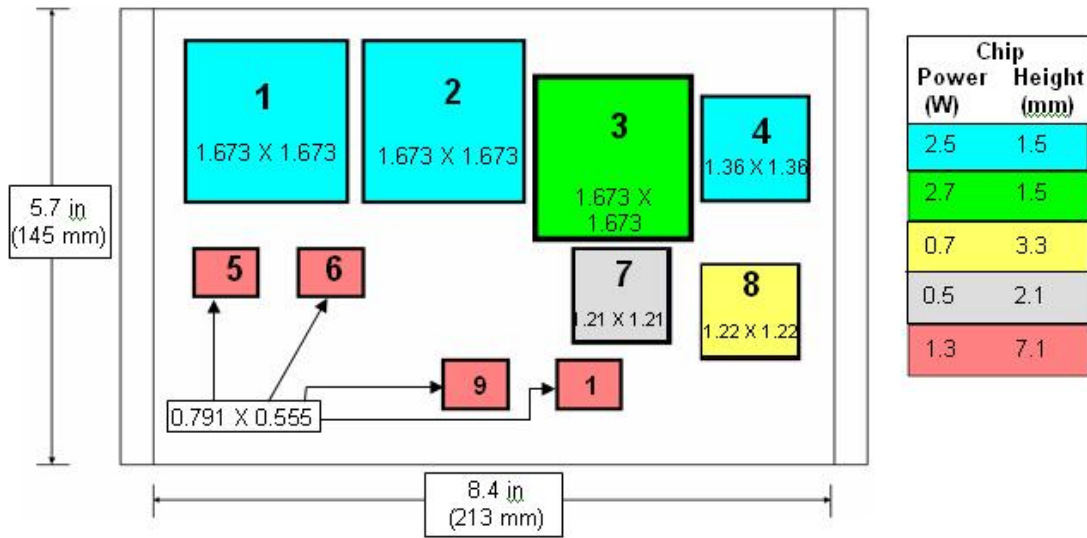 1
1.673 X 1.673
2
1.673 X 1.673
3
1.673 X
1.673
4
1.36 X 1.36
5
6
7
1.21 X 1.21
8
1.22 X 1.22
9
1
0.791 X 0.555
5.7 in
(145 mm)
8.4 in
(213 mm)
Chip
Power Height
(W) (mm)
2.5 1.5
2.7 1.5
0.7 3.3
0.5 2.1
1.3 7.1